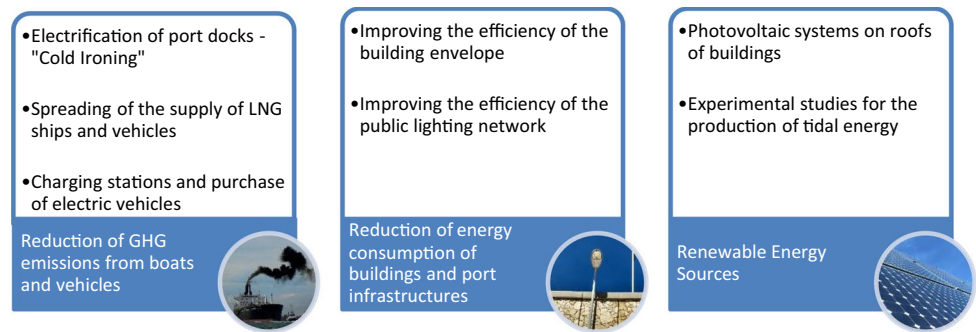 •Electrification of port docks -
"Cold Ironing"
•Spreading of the supply of LNG
ships and vehicles
•Charging stations and purchase
of electric vehicles
Reduction of GHG
emissions from boats
and vehicles
•Improving the efficiency of the
building envelope
•Improving the efficiency of the
public lighting network
Reduction of energy
consumption of
buildings and port
infrastructures
•Photovoltaic systems on roofs
of buildings
•Experimental studies for the
production of tidal energy
Renewable Energy
Sources